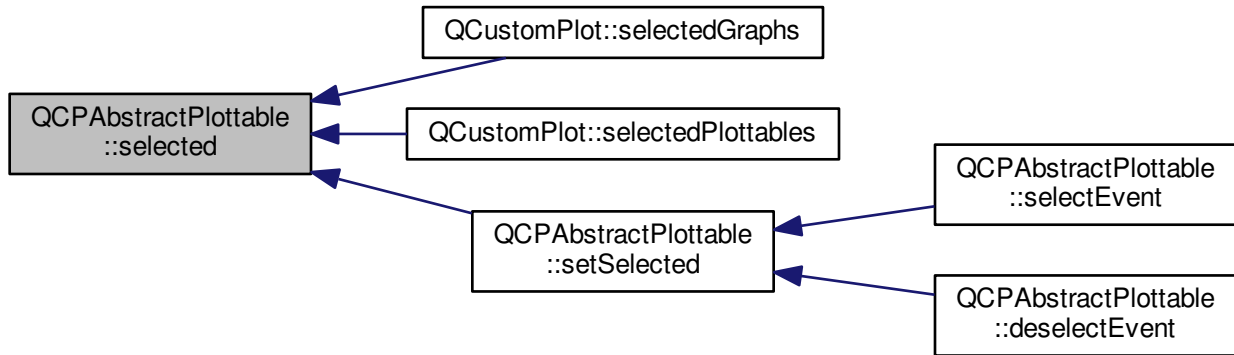 QCustomPlot::selectedGraphs
QCPAbstractPlottable
::selected
QCustomPlot::selectedPlottables
QCPAbstractPlottable
::setSelected
QCPAbstractPlottable
::selectEvent
QCPAbstractPlottable
::deselectEvent